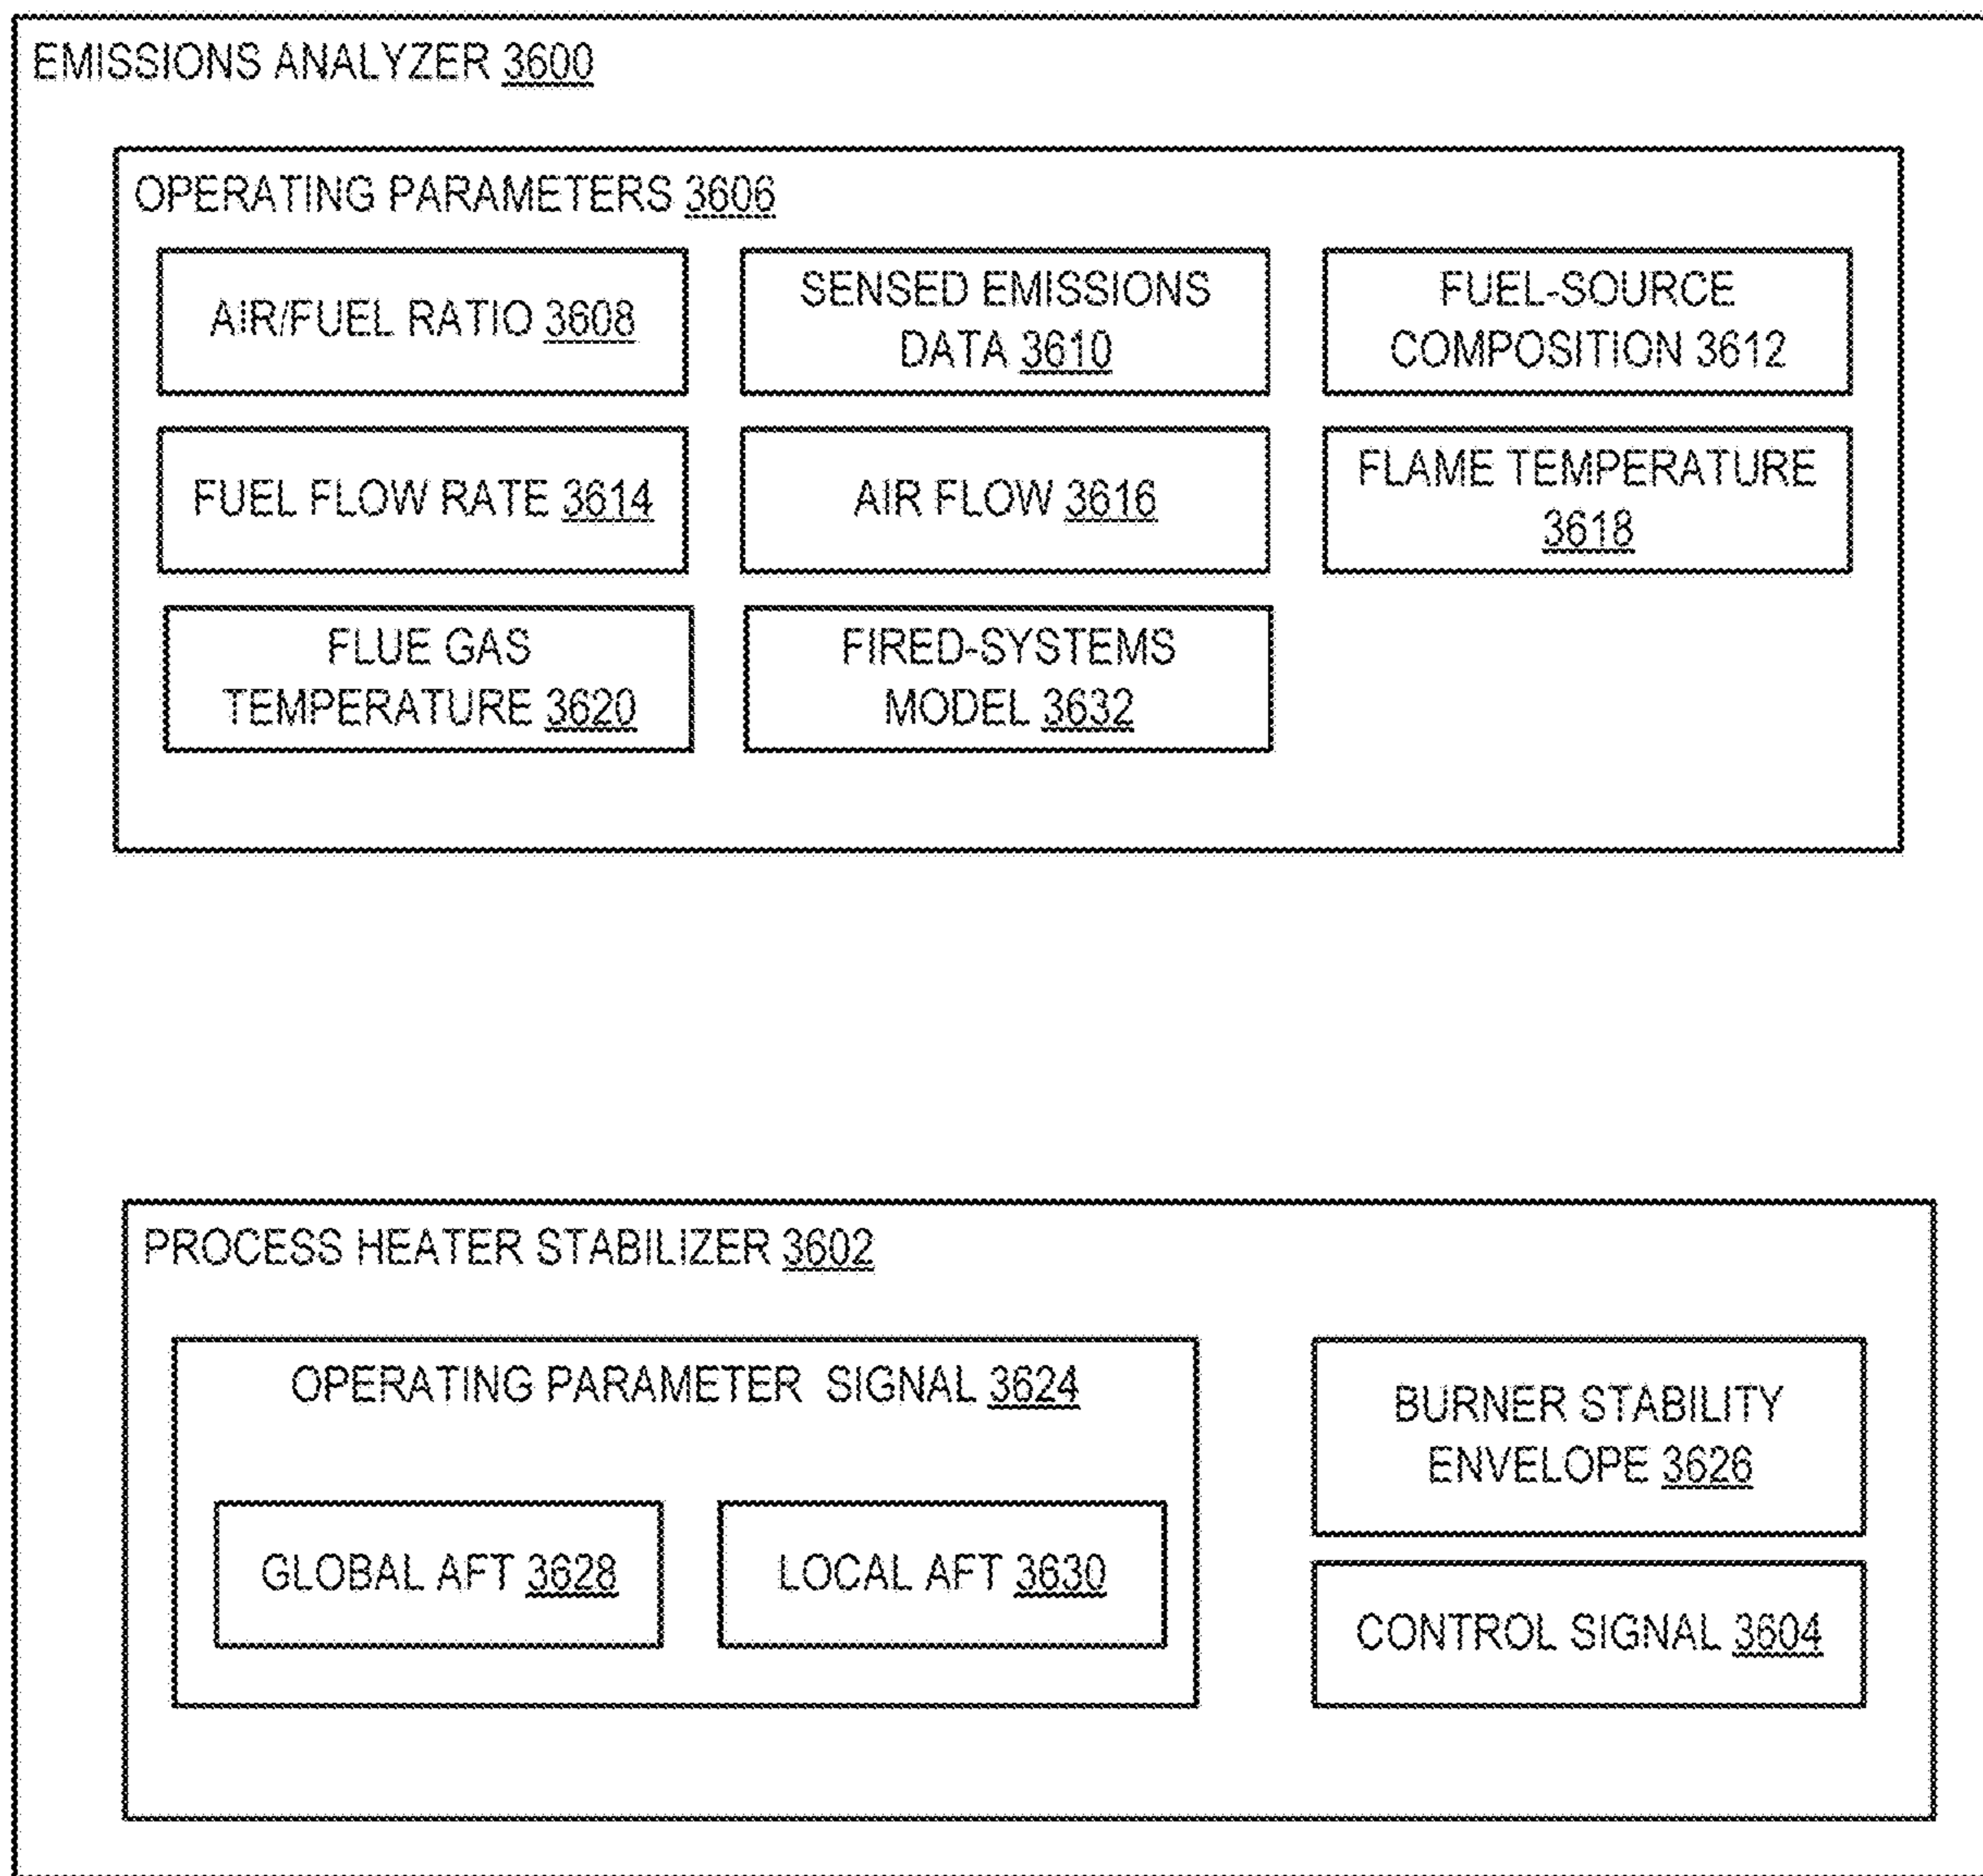 EMISSIONS ANALYZER 3600
OPERATING PARAMETERS 3606
AIR/FUEL RATIO 3608
SENSED EMISSIONS
DATA 3610
FUEL-SOURCE
COMPOSITION 3612
FUEL FLOW RATE 3614
AIR FLOW 3616
FLAME TEMPERATURE
3618
FLUE GAS
TEMPERATURE 3620
FIRED-SYSTEMS
MODEL 3632
PROCESS HEATER STABILIZER 3602
OPERATING PARAMETER SIGNAL 3624
GLOBAL AFT 3628
LOCAL AFT 3630
BURNER STABILITY
ENVELOPE 3626
CONTROL SIGNAL 3604